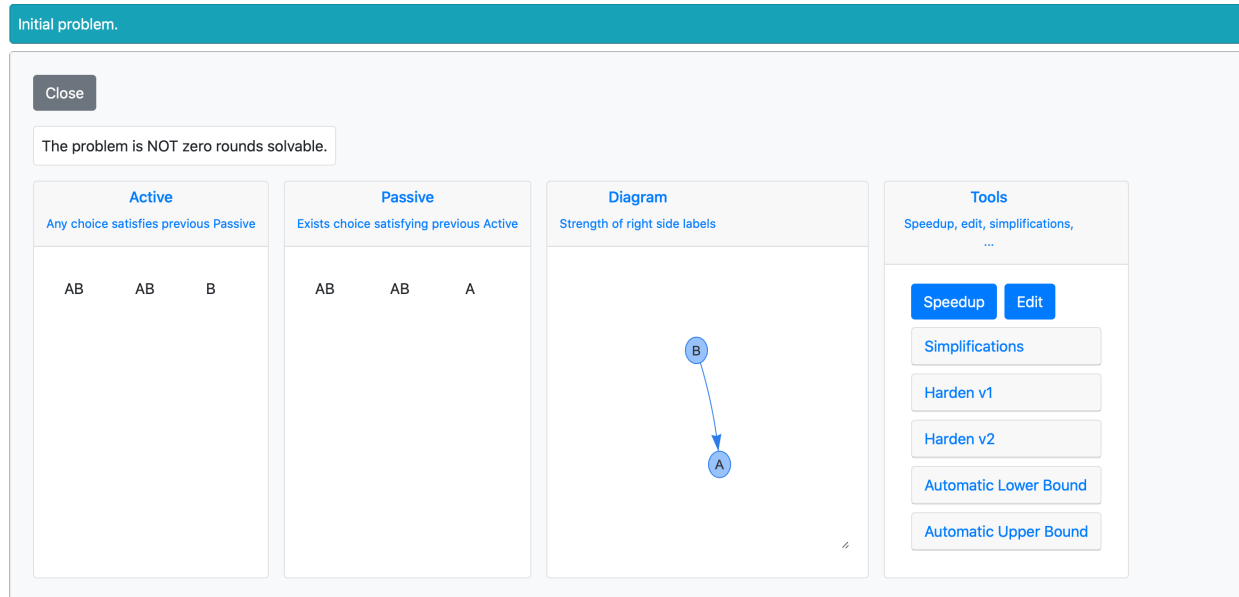 Initial problem.
Close
The problem is NOT zero rounds solvable.
Active
Any choice satisfies previous Passive
AB AB B
Passive
Exists choice satisfying previous Active
AB AB A
Diagram
Strength of right side labels
B
A
Tools
Speedup, edit, simplifications,
...
Speedup Edit
Simplifications
Harden v1
Harden v2
Automatic Lower Bound
Automatic Upper Bound